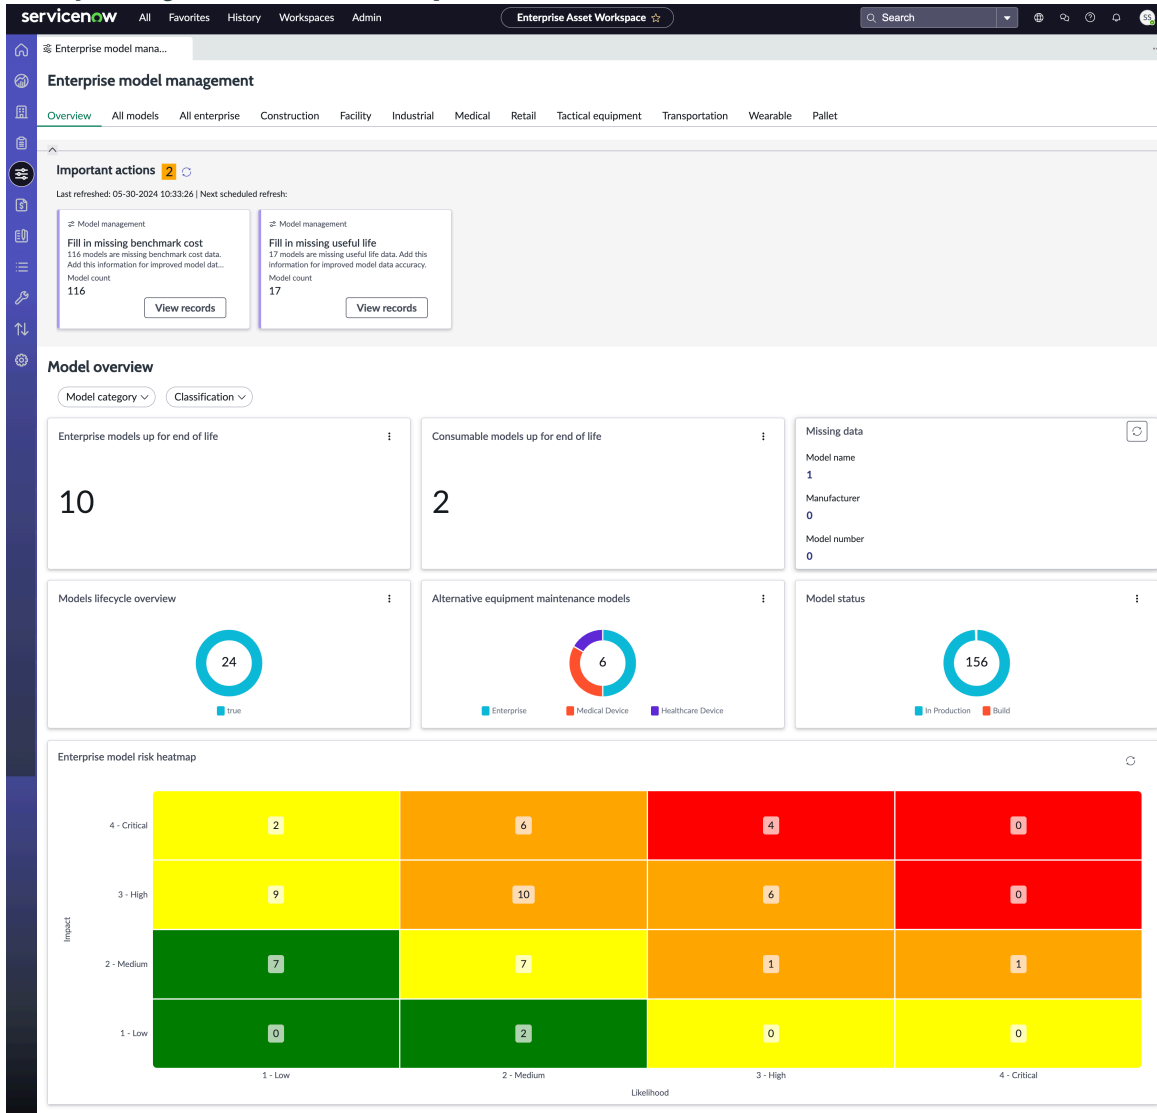 servicenow All Favorites History Workspaces Admin Enterprise Asset Workspace Search SS
Enterprise model mana...
Enterprise model management
Overview All models All enterprise Construction Facility Industrial Medical Retail Tactical equipment Transportation Wearable Pallet
Important actions 2
Last refreshed: 05-30-2024 10:33:26 | Next scheduled refresh:
Model management
Fill in missing benchmark cost
116 models are missing benchmark cost data.
Add this information for improved model dat...
Model count
116
View records
Model management
Fill in missing useful life
17 models are missing useful life data. Add this
information for improved model data accuracy.
Model count
17
View records
Model overview
Model category Classification
Enterprise models up for end of life
10
Consumable models up for end of life
2
Missing data
Model name
1
Manufacturer
0
Model number
0
Models lifecycle overview
24
true
Alternative equipment maintenance models
6
Enterprise Medical Device Healthcare Device
Model status
156
In Production Build
Enterprise model risk heatmap
Impact
4 - Critical 2 6 4 0
3 - High 9 10 6 0
2 - Medium 7 7 1 1
1 - Low 0 2 0 0
1 - Low 2 - Medium 3 - High 4 - Critical
Likelihood